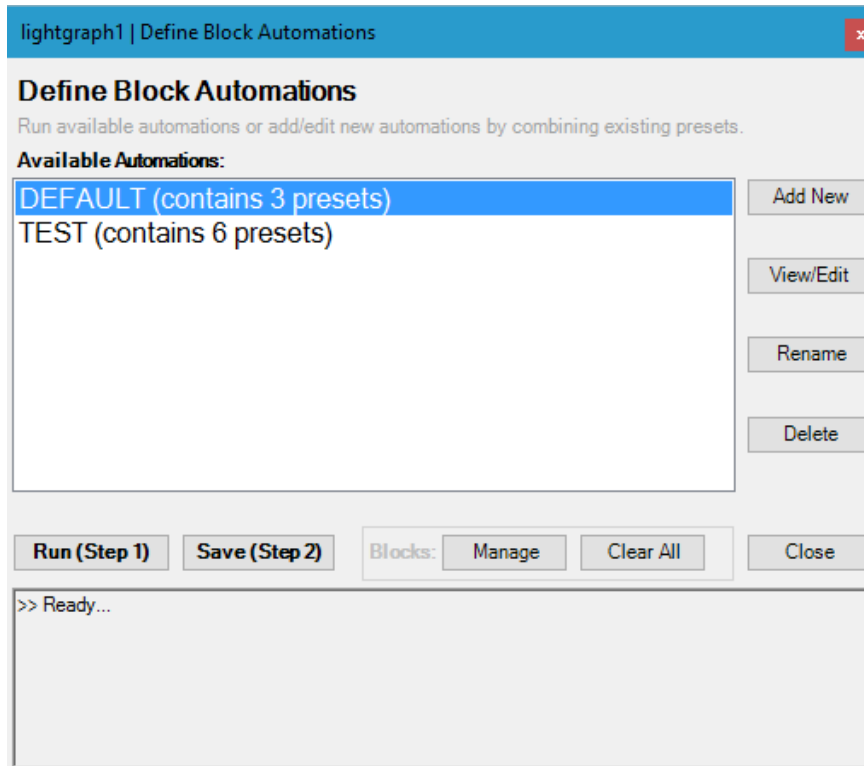 lightgraph1 | Define Block Automations
x
Define Block Automations
Run available automations or add/edit new automations by combining existing presets.
Available Automations:
DEFAULT (contains 3 presets)
TEST (contains 6 presets)
Add New
View/Edit
Rename
Delete
Run (Step 1) Save (Step 2) Blocks: Manage Clear All Close
>> Ready...